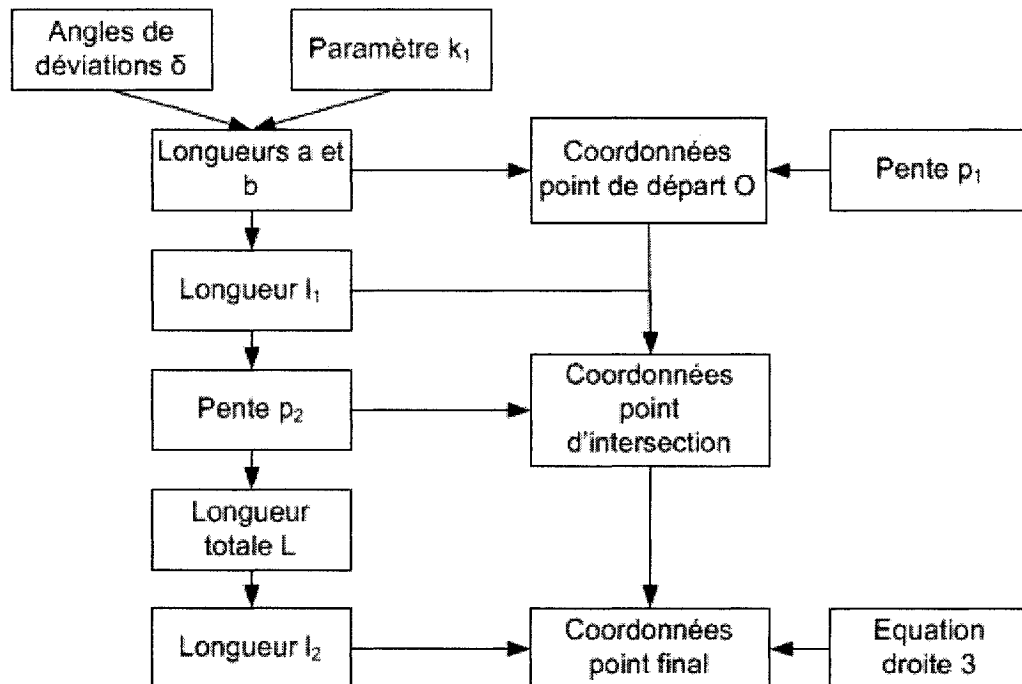 Angles de
déviations δ
Paramètre k₁
Longueurs a et
b
Coordonnées
point de départ O
Pente p₁
Longueur l₁
Pente p₂
Coordonnées
point
d'intersection
Longueur
totale L
Longueur l₂
Coordonnées
point final
Equation
droite 3